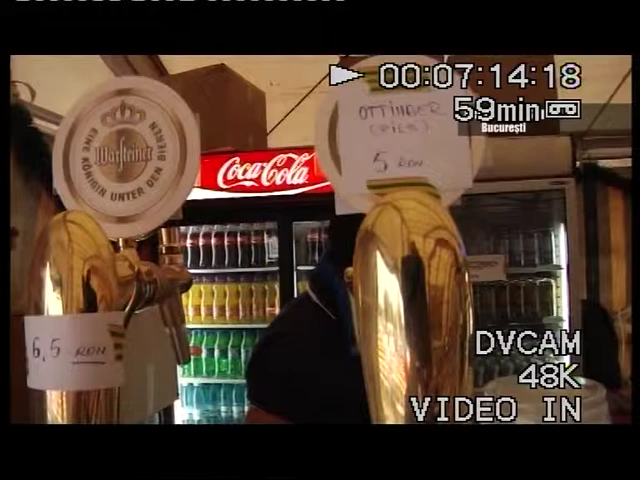 00:07:14:18
59min
București
EINE KÖNIGIN UNTER DEN BIEREN
Warsteiner
OTTINGER
(PILS)
5 RON
Coca-Cola
6,5 RON
DVCAM
48K
VIDEO IN